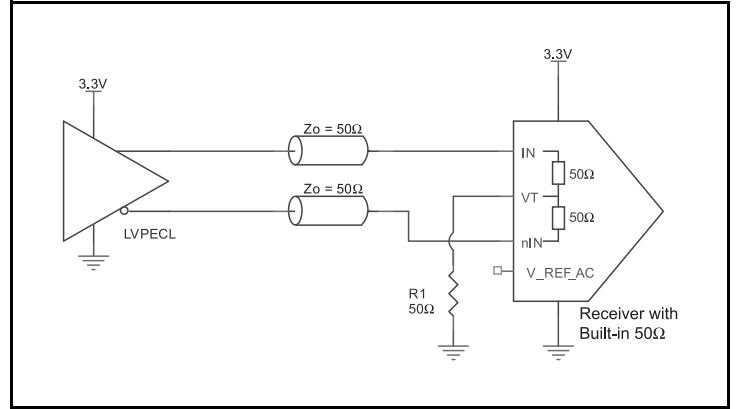 3.3V
3.3V
Zo = 50Ω
IN
50Ω
Zo = 50Ω
VT
50Ω
LVPECL
nIN
V_REF_AC
R1
50Ω
Receiver with
Built-in 50Ω